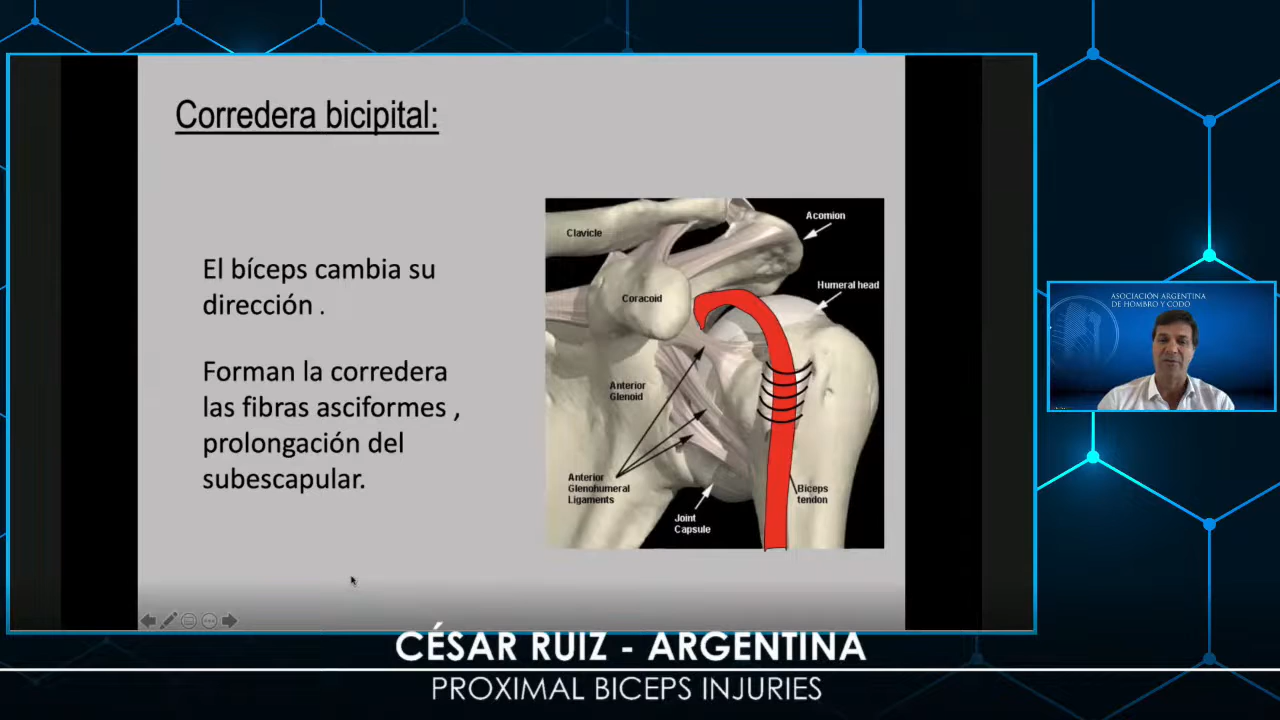 Corredera bicipital:
El bíceps cambia su
dirección .
Forman la corredera
las fibras asciformes ,
prolongación del
subescapular.
Acomion
Clavicle
Humeral head
Coracoid
Anterior
Glenoid
Anterior
Glenohumeral
Ligaments
Biceps
tendon
Joint
Capsule
ASOCIACIÓN ARGENTINA
DE HOMBRO Y CODO
CÉSAR RUIZ - ARGENTINA
PROXIMAL BICEPS INJURIES